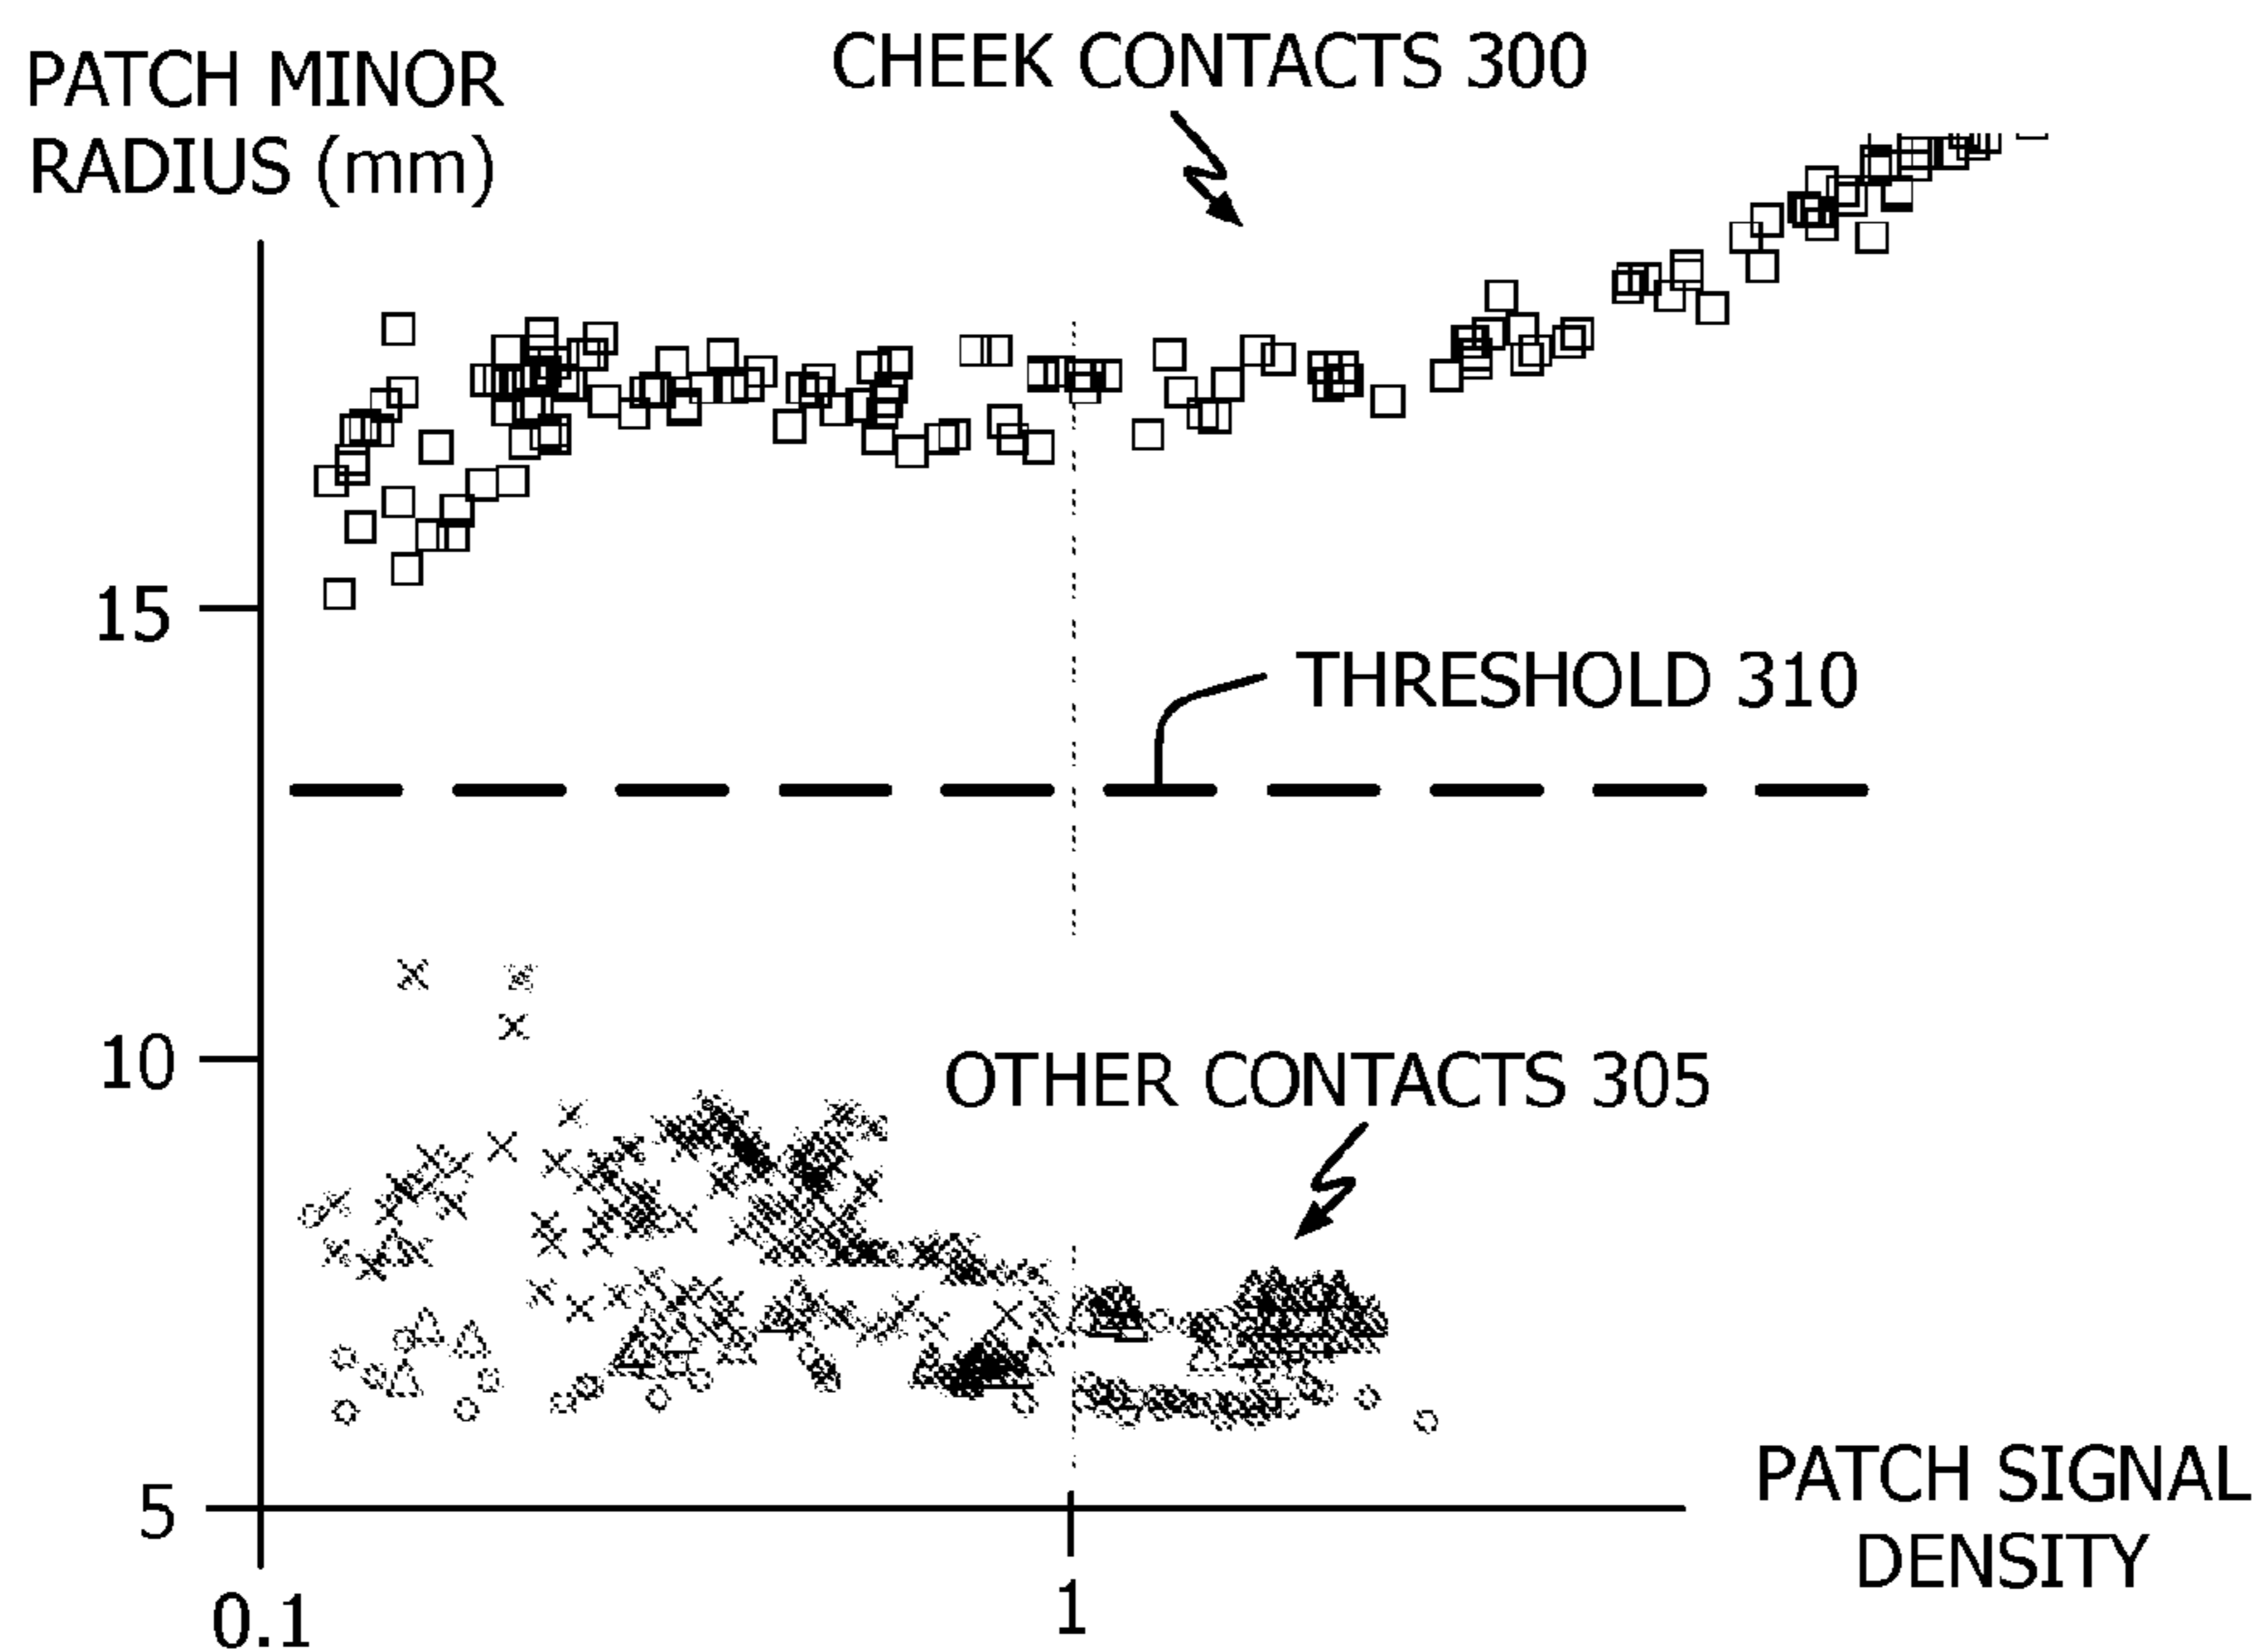 PATCH MINOR
RADIUS (mm)
CHEEK CONTACTS 300
15
THRESHOLD 310
10
OTHER CONTACTS 305
5
PATCH SIGNAL
DENSITY
0.1
1